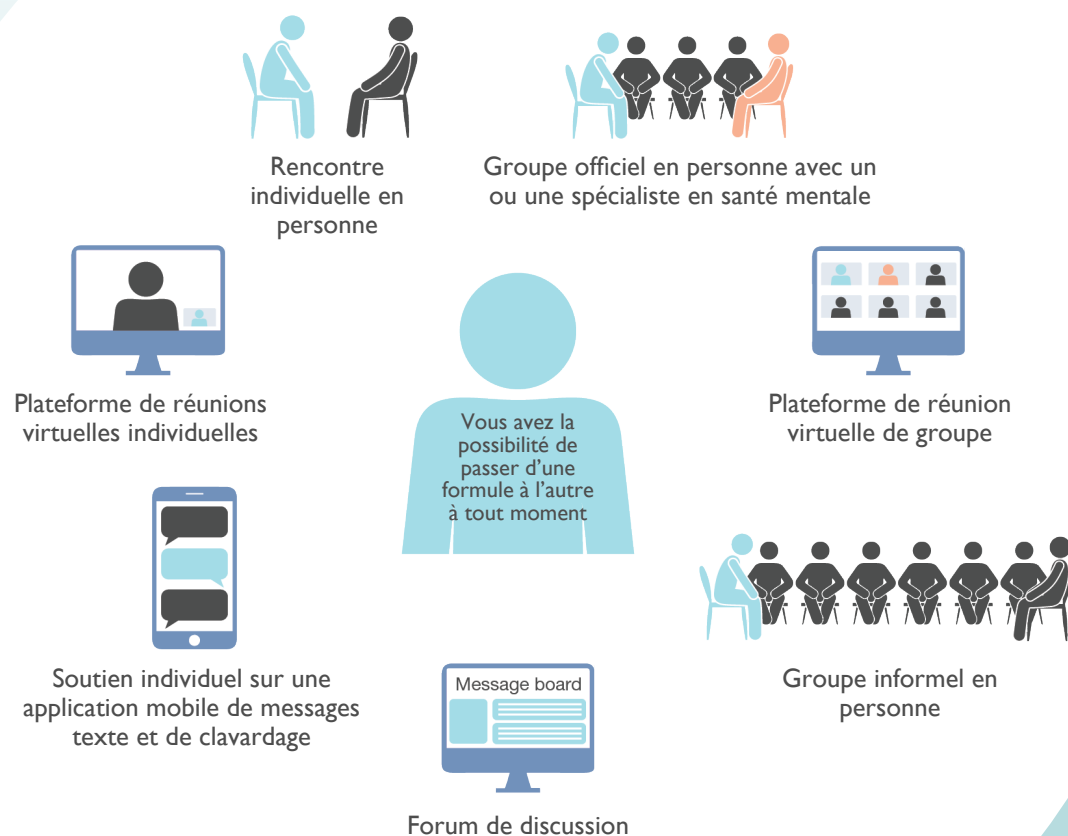 Rencontre
individuelle en
personne
Groupe officiel en personne avec un
ou une spécialiste en santé mentale
Plateforme de réunions
virtuelles individuelles
Vous avez la
possibilité de
passer d’une
formule à l’autre
à tout moment
Plateforme de réunion
virtuelle de groupe
Soutien individuel sur une
application mobile de messages
texte et de clavardage
Message board
Forum de discussion
Groupe informel en
personne